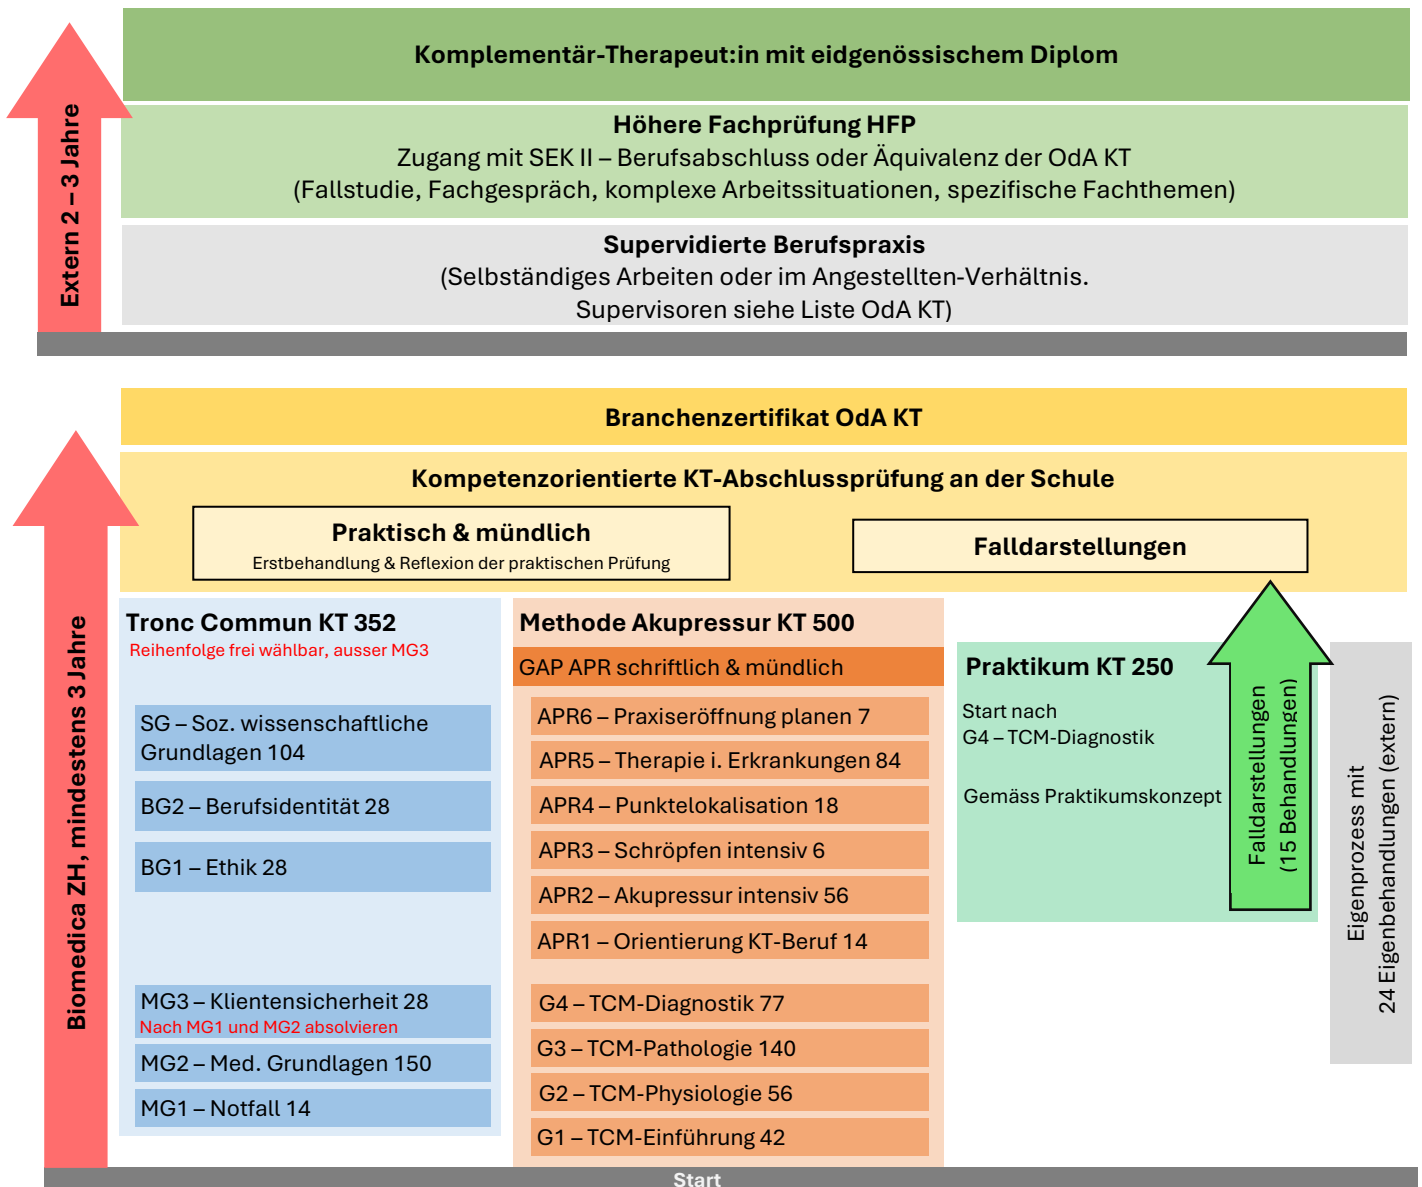 Komplementär-Therapeut:in mit eidgenössischem Diplom
Extern 2 – 3 Jahre
Höhere Fachprüfung HFP
Zugang mit SEK II – Berufsabschluss oder Äquivalenz der OdA KT
(Fallstudie, Fachgespräch, komplexe Arbeitssituationen, spezifische Fachthemen)
Supervidierte Berufspraxis
(Selbständiges Arbeiten oder im Angestellten-Verhältnis.
Supervisoren siehe Liste OdA KT)
Branchenzertifikat OdA KT
Biomedica ZH, mindestens 3 Jahre
Kompetenzorientierte KT-Abschlussprüfung an der Schule
Praktisch & mündlich
Erstbehandlung & Reflexion der praktischen Prüfung
Falldarstellungen
Tronc Commun KT 352
Reihenfolge frei wählbar, ausser MG3
SG – Soz. wissenschaftliche
Grundlagen 104
BG2 – Berufsidentität 28
BG1 – Ethik 28
MG3 – Klientensicherheit 28
Nach MG1 und MG2 absolvieren
MG2 – Med. Grundlagen 150
MG1 – Notfall 14
Methode Akupressur KT 500
GAP APR schriftlich & mündlich
APR6 – Praxiseröffnung planen 7
APR5 – Therapie i. Erkrankungen 84
APR4 – Punktelokalisation 18
APR3 – Schröpfen intensiv 6
APR2 – Akupressur intensiv 56
APR1 – Orientierung KT-Beruf 14
G4 – TCM-Diagnostik 77
G3 – TCM-Pathologie 140
G2 – TCM-Physiologie 56
G1 – TCM-Einführung 42
Praktikum KT 250
Start nach
G4 – TCM-Diagnostik
Gemäss Praktikumskonzept
Falldarstellungen
(15 Behandlungen)
Eigenprozess mit
24 Eigenbehandlungen (extern)
Start